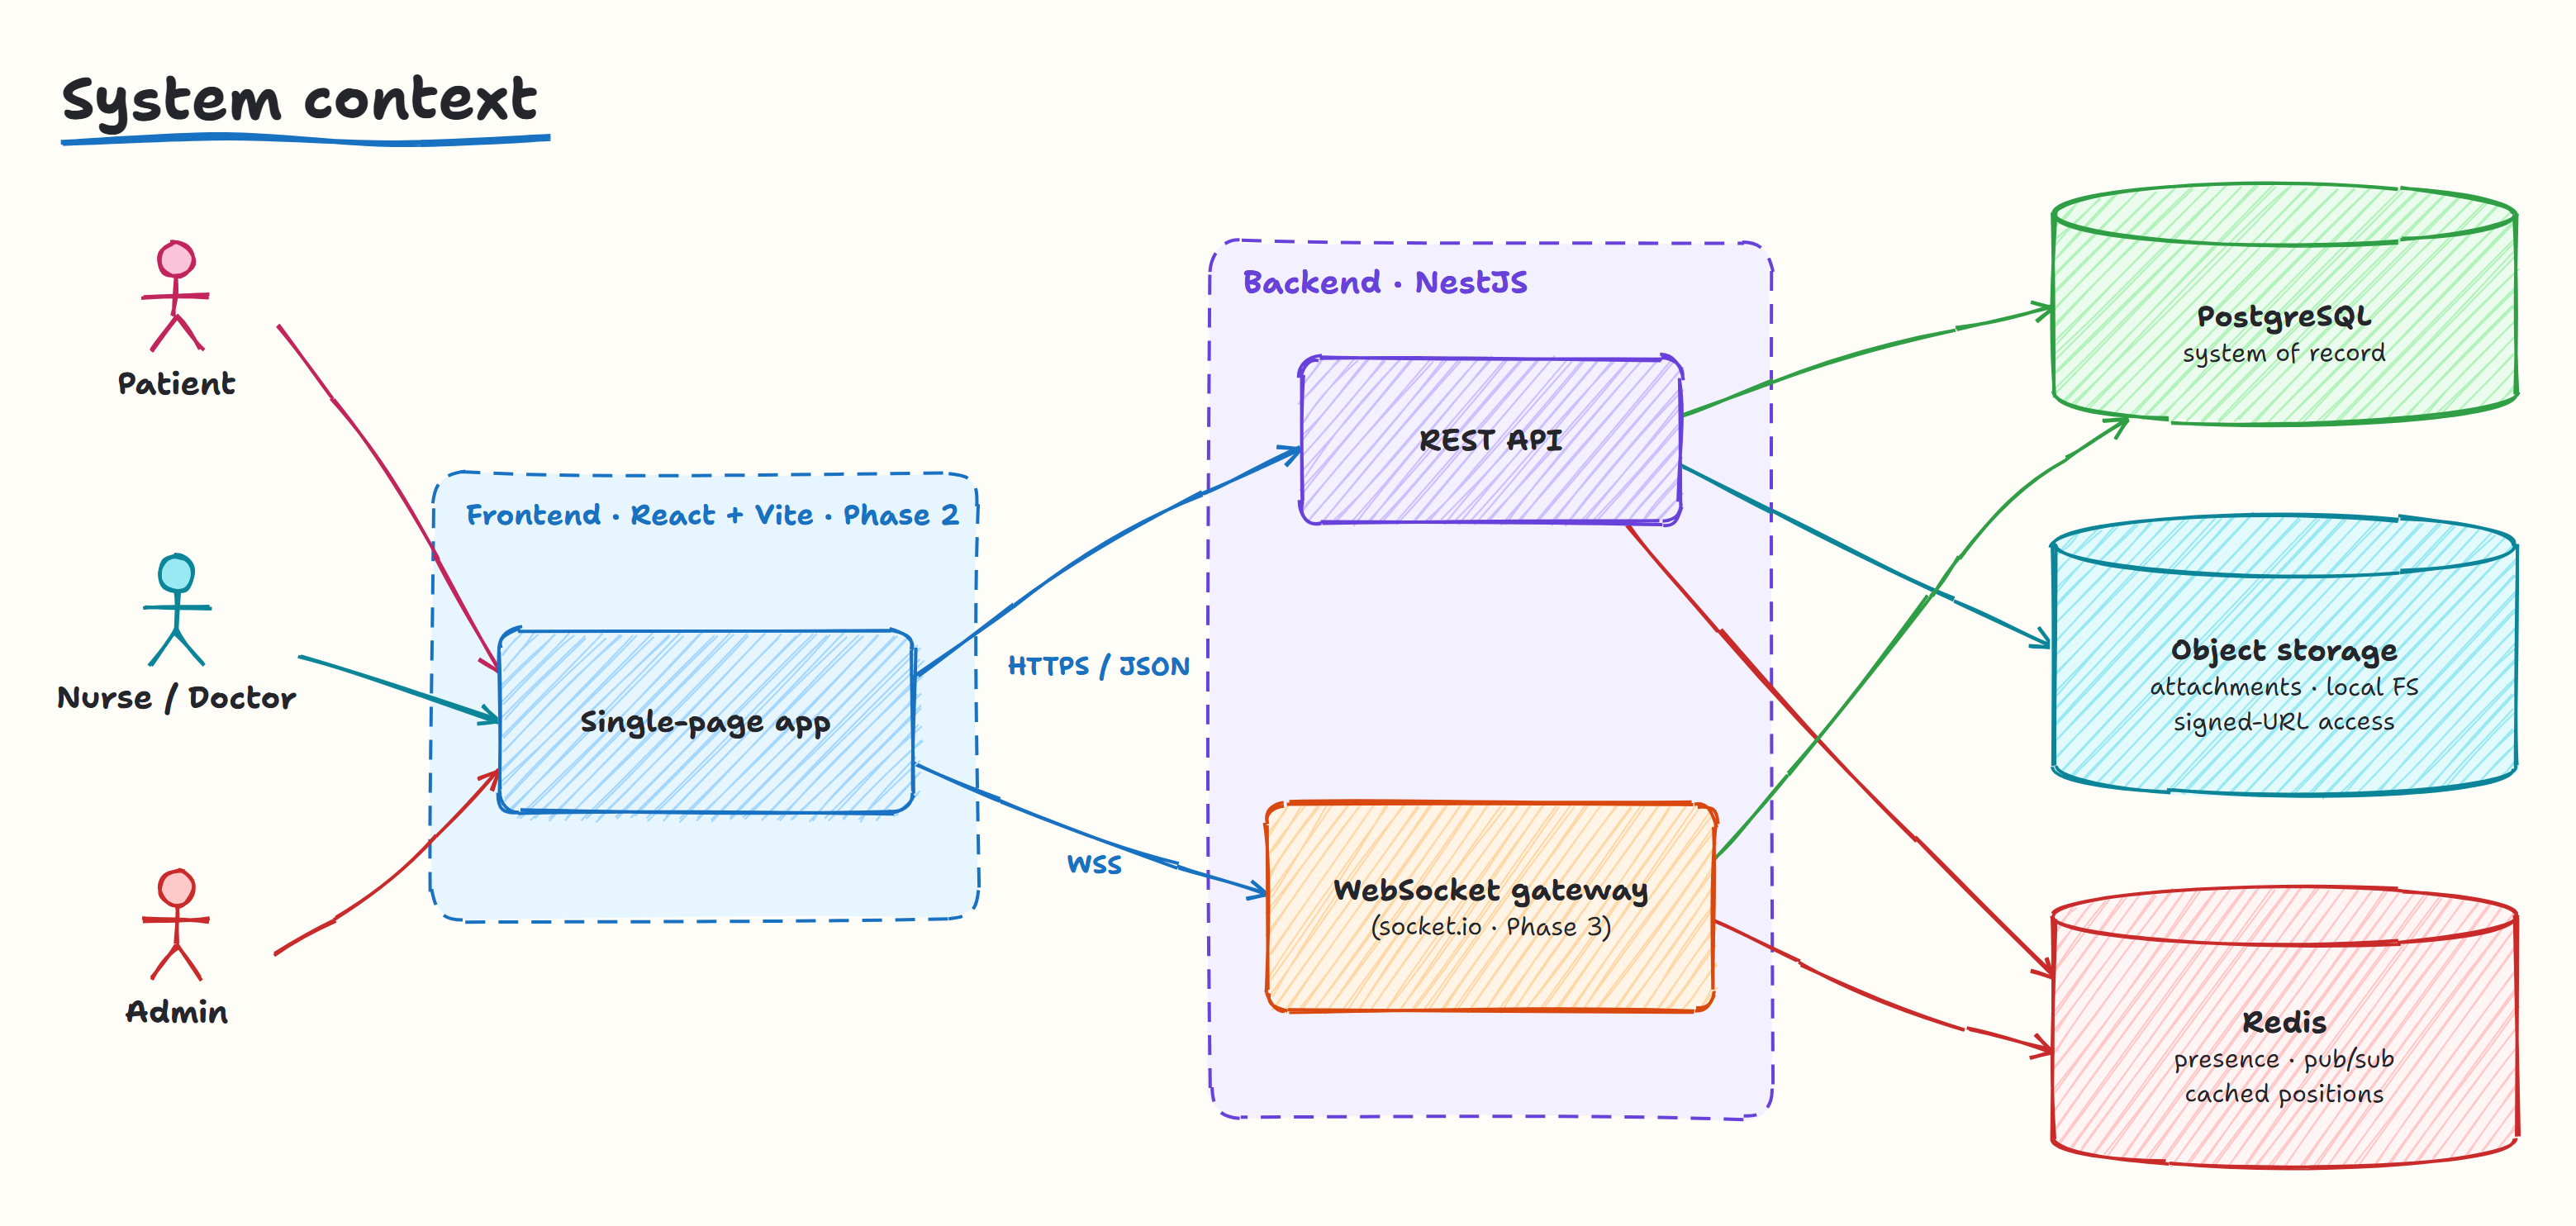 System context
Patient
Nurse / Doctor
Admin
Frontend · React + Vite · Phase 2
Single-page app
HTTPS / JSON
WSS
Backend · NestJS
REST API
WebSocket gateway
(socket.io · Phase 3)
PostgreSQL
system of record
Object storage
attachments · local FS
signed-URL access
Redis
presence · pub/sub
cached positions